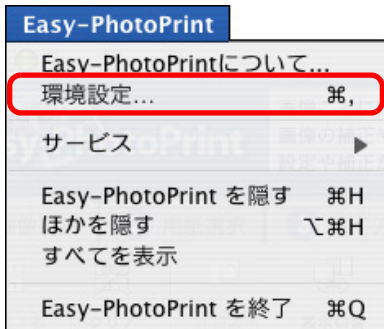 Easy-PhotoPrint
Easy-PhotoPrintについて...
環境設定... ⌘,
サービス ▶
Easy-PhotoPrint を隠す ⌘H
ほかを隠す ⌥⌘H
すべてを表示
Easy-PhotoPrint を終了 ⌘Q